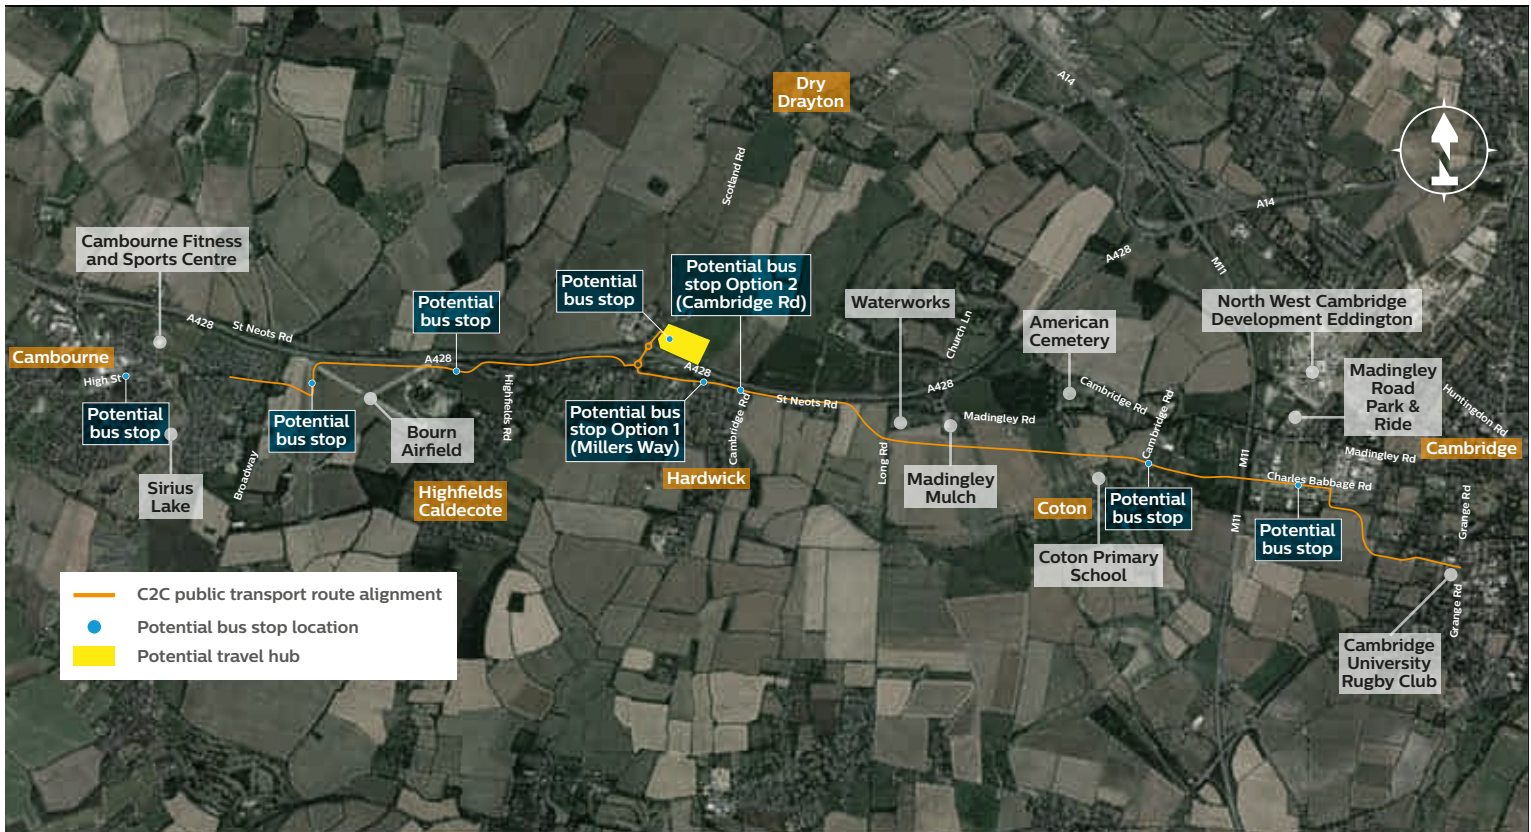 Dry
Drayton
A14
Scotland Rd
A14
Cambourne Fitness
and Sports Centre
A428
M11
Potential
bus stop
Potential bus
stop Option 2
(Cambridge Rd)
Potential
bus stop
Waterworks
North West Cambridge
Development Eddington
A428
St Neots Rd
Church Ln
American
Cemetery
Cambourne
High St
A428
A428
Madingley
Road
Park &
Ride
Huntingdon Rd
Potential
bus stop
Potential
bus stop
Bourn
Airfield
Highfields Rd
Potential bus
stop Option 1
(Millers Way)
Cambridge Rd
St Neots Rd
A428
Madingley Rd
Cambridge Rd
Cambridge Rd
Madingley Rd
Cambridge
Sirius
Lake
Broadway
Highfields
Caldecote
Hardwick
Long Rd
Madingley
Mulch
Coton
Potential
bus stop
M11
Charles Babbage Rd
Potential
bus stop
M11
Grange Rd
Coton Primary
School
Grange Rd
Cambridge
University
Rugby Club
C2C public transport route alignment
Potential bus stop location
Potential travel hub